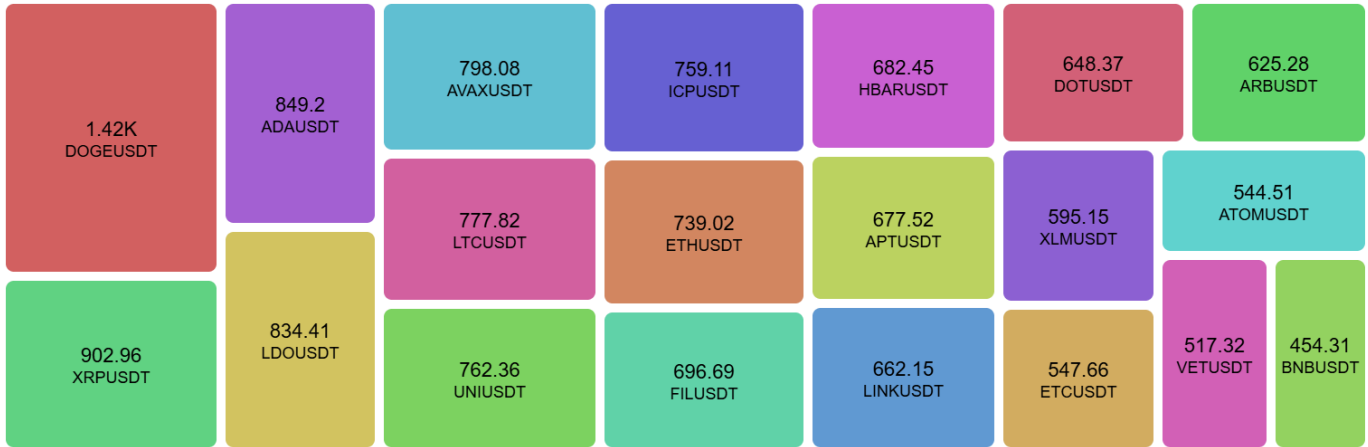 1.42K
DOGEUSDT
902.96
XRPUSDT
849.2
ADAUSDT
834.41
LDOUSDT
798.08
AVAXUSDT
777.82
LTCUSDT
762.36
UNIUSDT
759.11
ICPUSDT
739.02
ETHUSDT
696.69
FILUSDT
682.45
HBARUSDT
677.52
APTUSDT
662.15
LINKUSDT
648.37
DOTUSDT
625.28
ARBUSDT
595.15
XLMUSDT
547.66
ETCUSDT
544.51
ATOMUSDT
517.32
VETUSDT
454.31
BNBUSDT